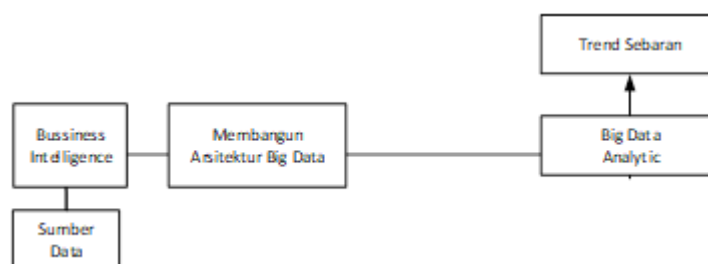 Trend Sebaran
Bussiness
Intelligence
Membangun
Arsitektur Big Data
Big Data
Analytic
Sumber
Data